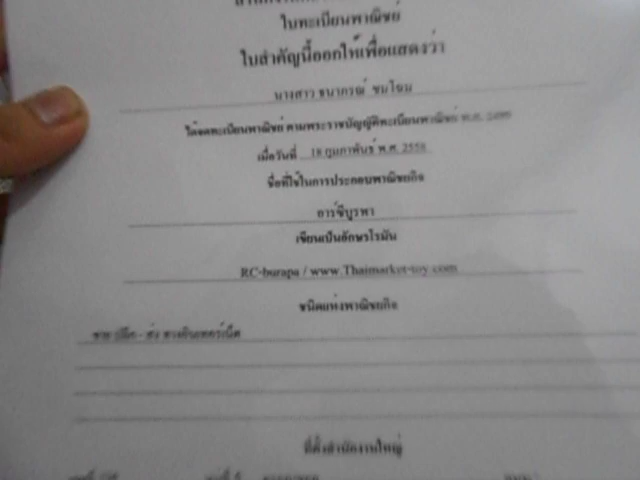 ใบทะเบียนพาณิชย์
ใบสำคัญนี้ออกให้เพื่อแสดงว่า
นางสาว ชนาภรณ์
ได้จดทะเบียนพาณิชย์ ตามพระราชบัญญัติทะเบียนพาณิชย์ พ.ศ. 2499
เมื่อวันที่ 18 กุมภาพันธ์ พ.ศ. 2558
ชื่อที่ใช้ในการประกอบพาณิชยกิจ
อาร์ซีบูรพา
เขียนเป็นอักษรโรมัน
RC-burapa / www.Thaimarket-toy.com
ชนิดแห่งพาณิชยกิจ
ขาย ปลีก - ส่ง ทางอินเทอร์เน็ต
ที่ตั้งสำนักงานใหญ่